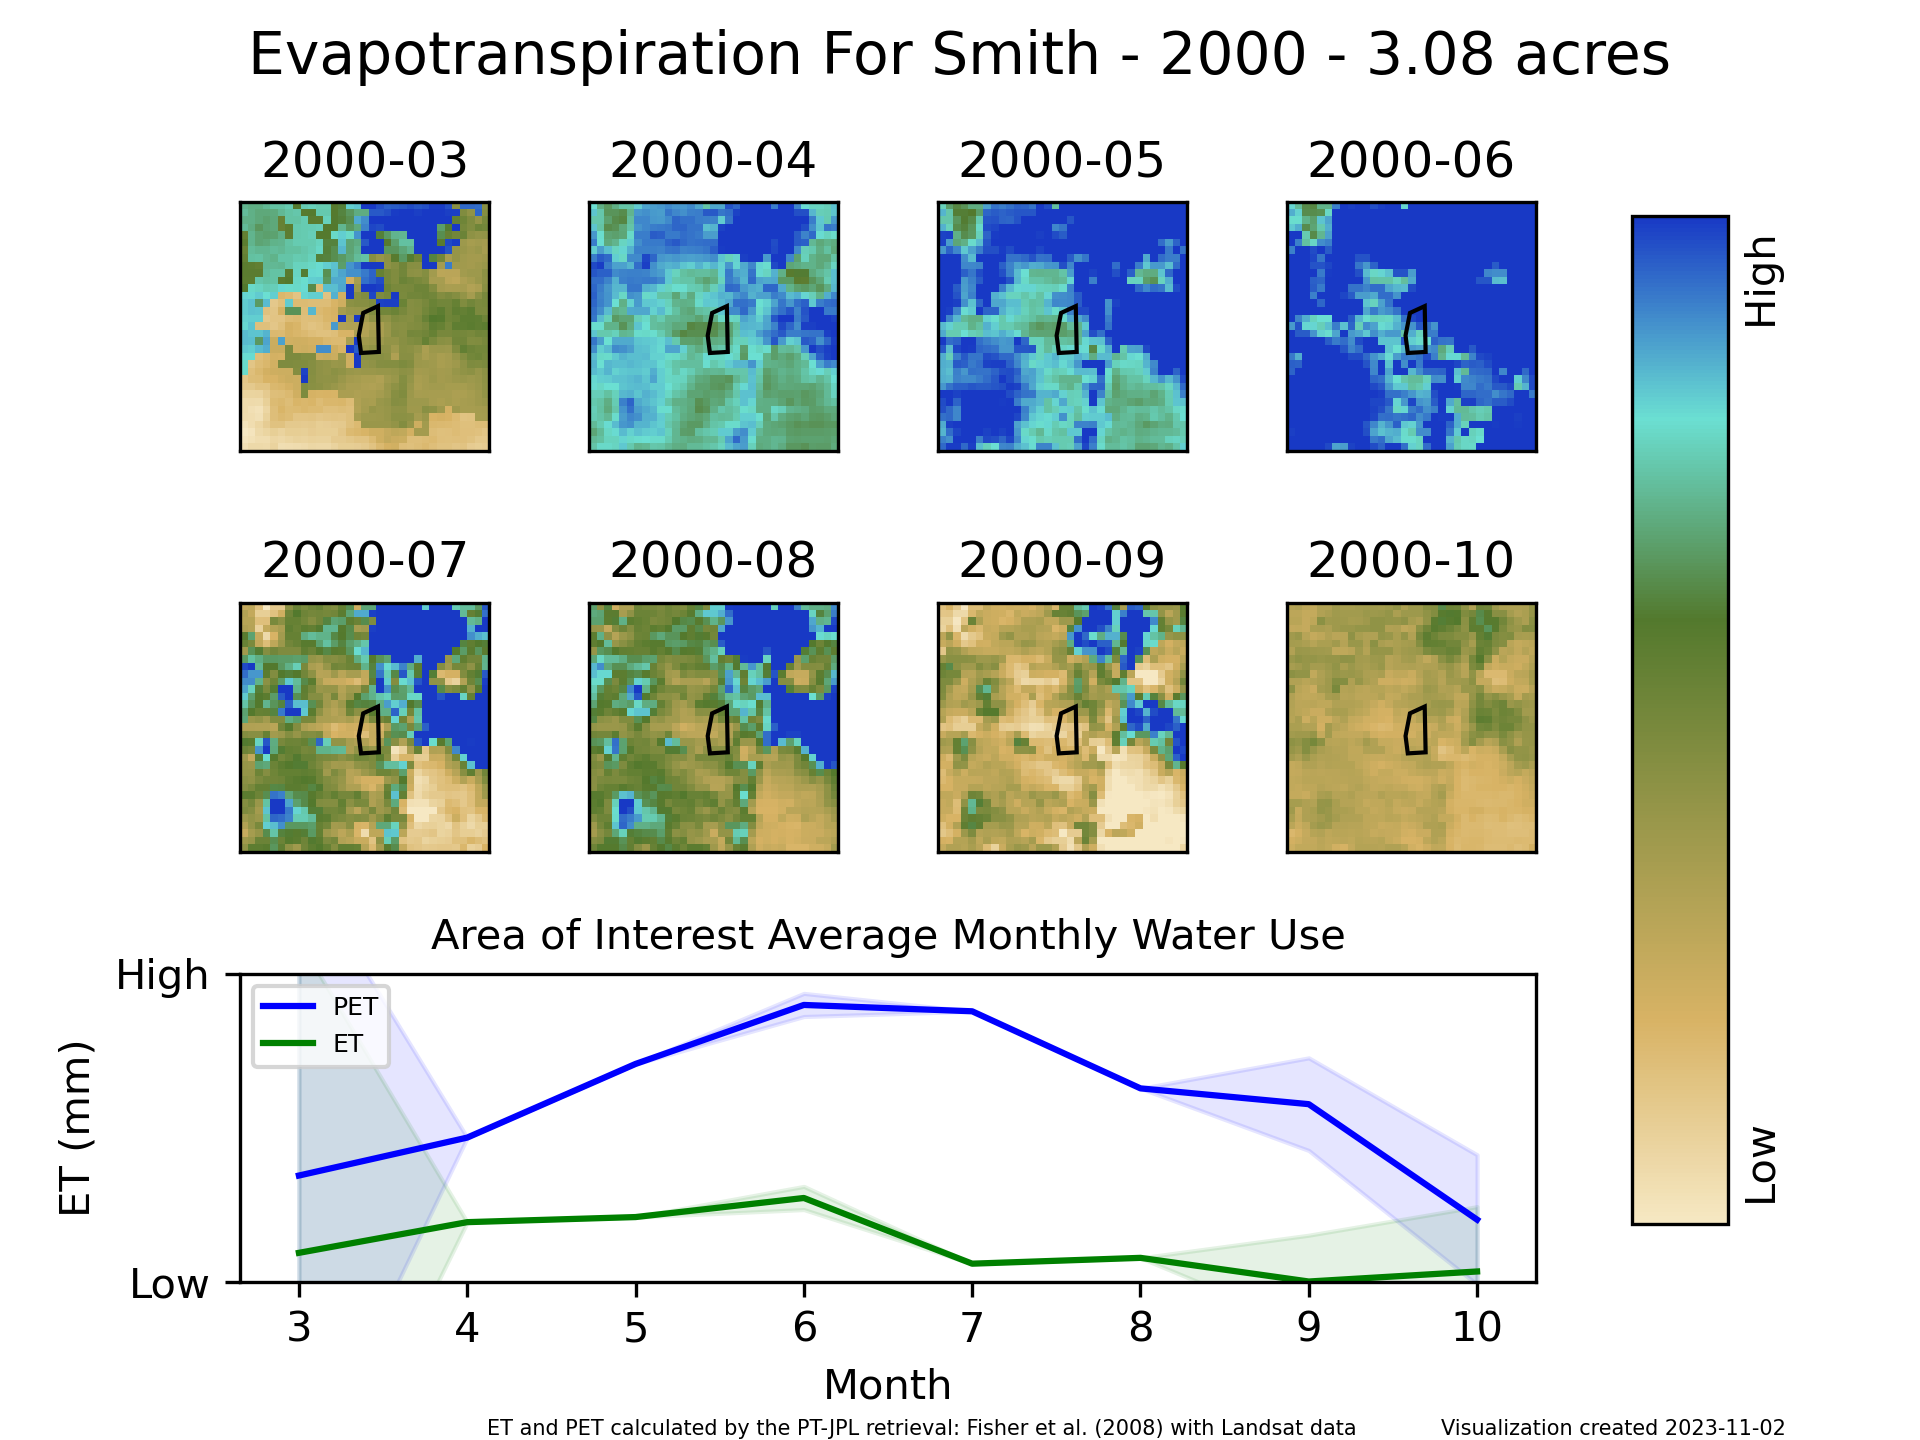 Evapotranspiration For Smith - 2000 - 3.08 acres
2000-03
2000-04
2000-05
2000-06
High
2000-07
2000-08
2000-09
2000-10
Low
Area of Interest Average Monthly Water Use
High
PET
ET
ET (mm)
Low
3
4
5
6
7
8
9
10
Month
ET and PET calculated by the PT-JPL retrieval: Fisher et al. (2008) with Landsat data
Visualization created 2023-11-02